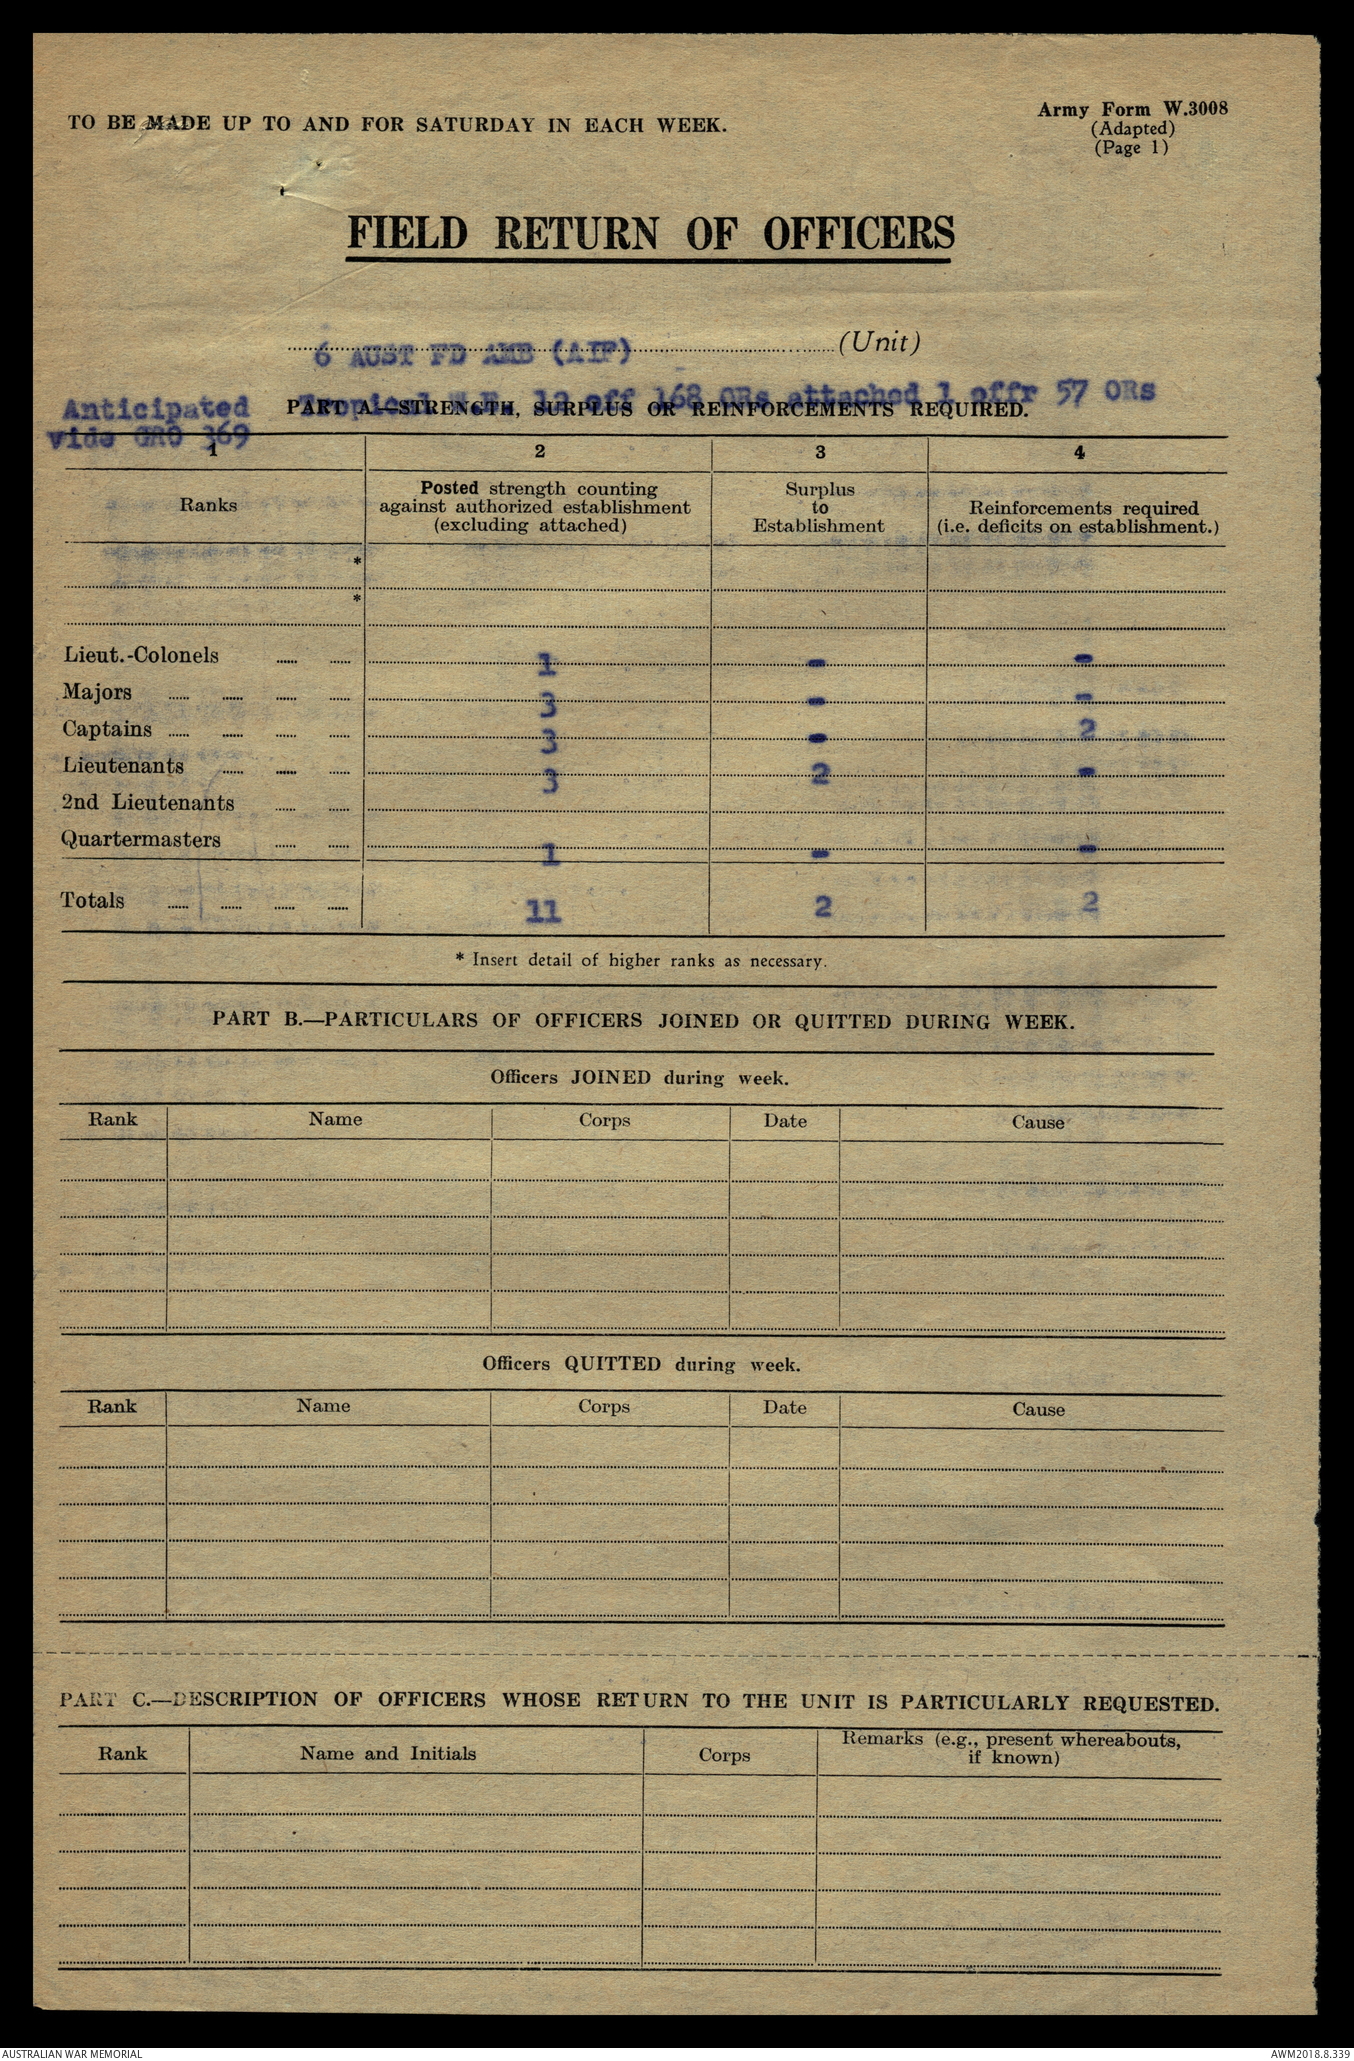 TO BE MADE UP TO AND FOR SATURDAY IN EACH WEEK.
Army Form W.3008
(Adapted)
(Page 1)
FIELD RETURN OF OFFICERS
6 AUST FD AMB (AIF) (Unit)
Anticipated Tropical W.E. 12 off 168 ORs attached 1 offr 57 ORs
vide GRO 369
PART A.—STRENGTH, SURPLUS OR REINFORCEMENTS REQUIRED.
1 2 3 4
Ranks
Posted strength counting
against authorized establishment
(excluding attached)
Surplus
to
Establishment
Reinforcements required
(i.e. deficits on establishment.)
*
*
Lieut.-Colonels ...... ...... 1 - -
Majors ...... ...... ...... ...... 3 - -
Captains ...... ...... ...... ...... 3 - 2
Lieutenants ...... ...... ...... 3 2 -
2nd Lieutenants ...... ......
Quartermasters ...... ...... 1 - -
Totals ...... ...... ...... ...... 11 2 2
* Insert detail of higher ranks as necessary.
PART B.—PARTICULARS OF OFFICERS JOINED OR QUITTED DURING WEEK.
Officers JOINED during week.
Rank Name Corps Date Cause
Officers QUITTED during week.
Rank Name Corps Date Cause
PART C.—DESCRIPTION OF OFFICERS WHOSE RETURN TO THE UNIT IS PARTICULARLY REQUESTED.
Rank Name and Initials Corps Remarks (e.g., present whereabouts,
if known)
AUSTRALIAN WAR MEMORIAL
AWM2018.8.339